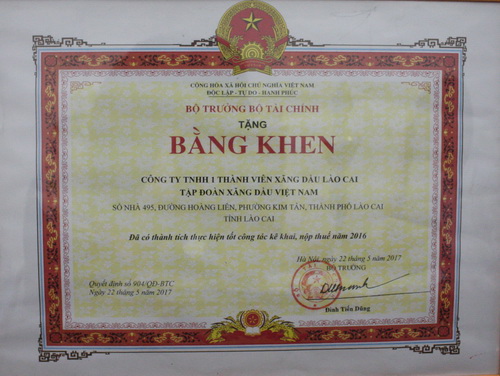 CỘNG HÒA XÃ HỘI CHỦ NGHĨA VIỆT NAM
ĐỘC LẬP - TỰ DO - HẠNH PHÚC
BỘ TRƯỞNG BỘ TÀI CHÍNH
TẶNG
BẰNG KHEN
CÔNG TY TNHH 1 THÀNH VIÊN XĂNG DẦU LÀO CAI
TẬP ĐOÀN XĂNG DẦU VIỆT NAM
SỐ NHÀ 495, ĐƯỜNG HOÀNG LIÊN, PHƯỜNG KIM TÂN, THÀNH PHỐ LÀO CAI
TỈNH LÀO CAI
Đã có thành tích thực hiện tốt công tác kê khai, nộp thuế năm 2016
Hà Nội, ngày 22 tháng 5 năm 2017
BỘ TRƯỞNG
Quyết định số 904/QĐ-BTC
Ngày 22 tháng 5 năm 2017
Đinh Tiến Dũng